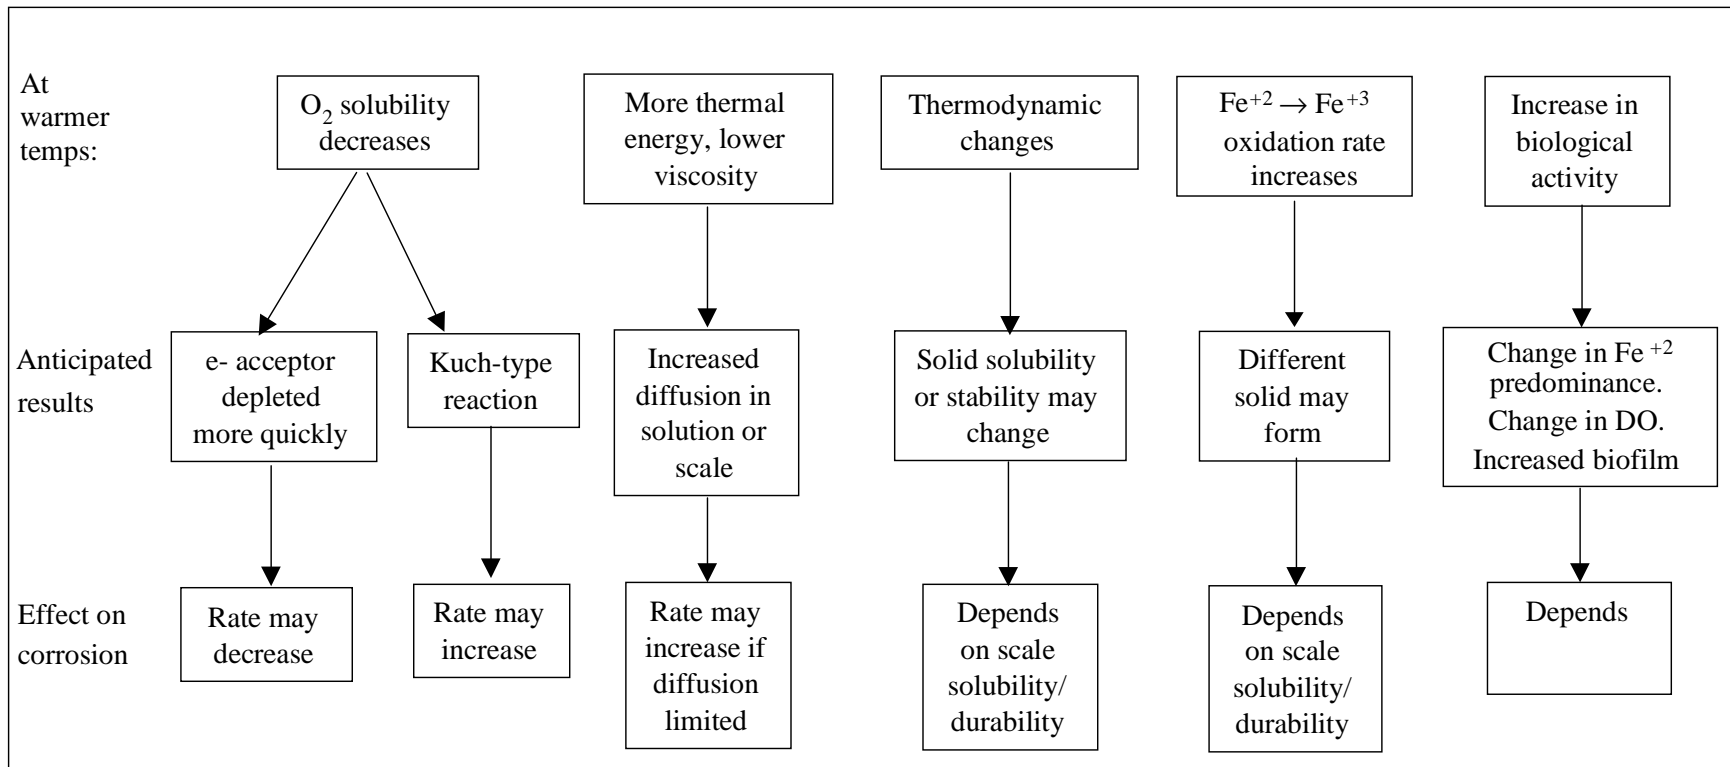 At
warmer
temps:
O2 solubility
decreases
More thermal
energy, lower
viscosity
Thermodynamic
changes
Fe+2 → Fe+3
oxidation rate
increases
Increase in
biological
activity
Anticipated
results
e- acceptor
depleted
more quickly
Kuch-type
reaction
Increased
diffusion in
solution or
scale
Solid solubility
or stability may
change
Different
solid may
form
Change in Fe +2
predominance.
Change in DO.
Increased biofilm
Effect on
corrosion
Rate may
decrease
Rate may
increase
Rate may
increase if
diffusion
limited
Depends
on scale
solubility/
durability
Depends
on scale
solubility/
durability
Depends